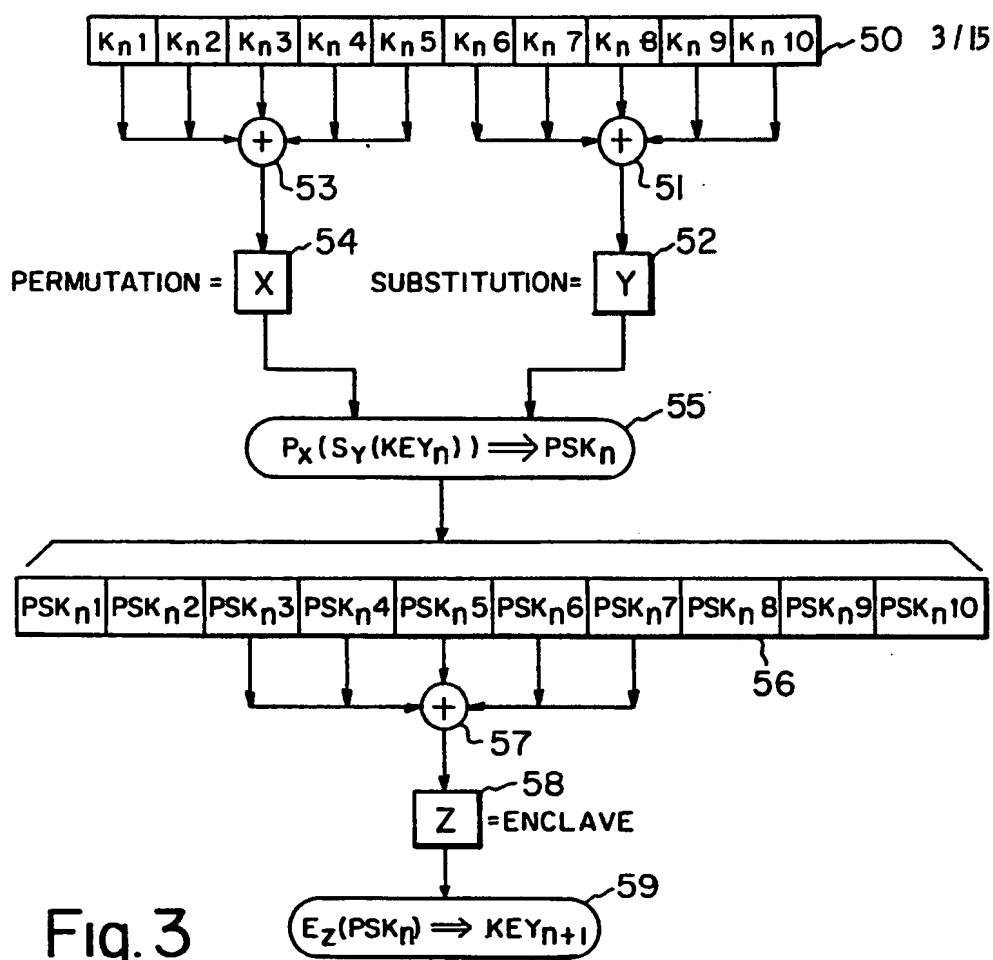 Kn1 Kn2 Kn3 Kn4 Kn5 Kn6 Kn7 Kn8 Kn9 Kn10 50 3/15
+ +
53 51
54 52
PERMUTATION = X SUBSTITUTION= Y
55
PX(SY(KEYn)) ⟹ PSKn
PSKn1 PSKn2 PSKn3 PSKn4 PSKn5 PSKn6 PSKn7 PSKn8 PSKn9 PSKn10
56
+
57
58
Z =ENCLAVE
59
EZ(PSKn) ⟹ KEYn+1
Fig. 3